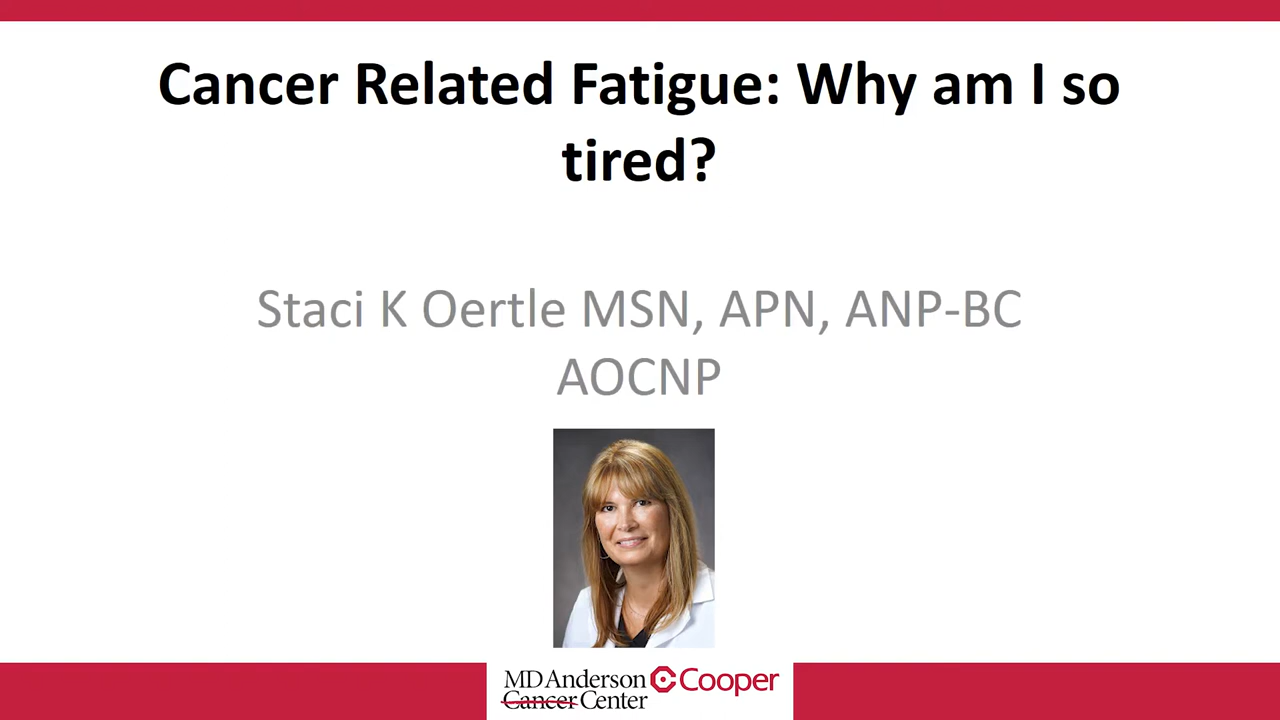 Cancer Related Fatigue: Why am I so
tired?
Staci K Oertle MSN, APN, ANP-BC
AOCNP
MD Anderson Cooper
Cancer Center